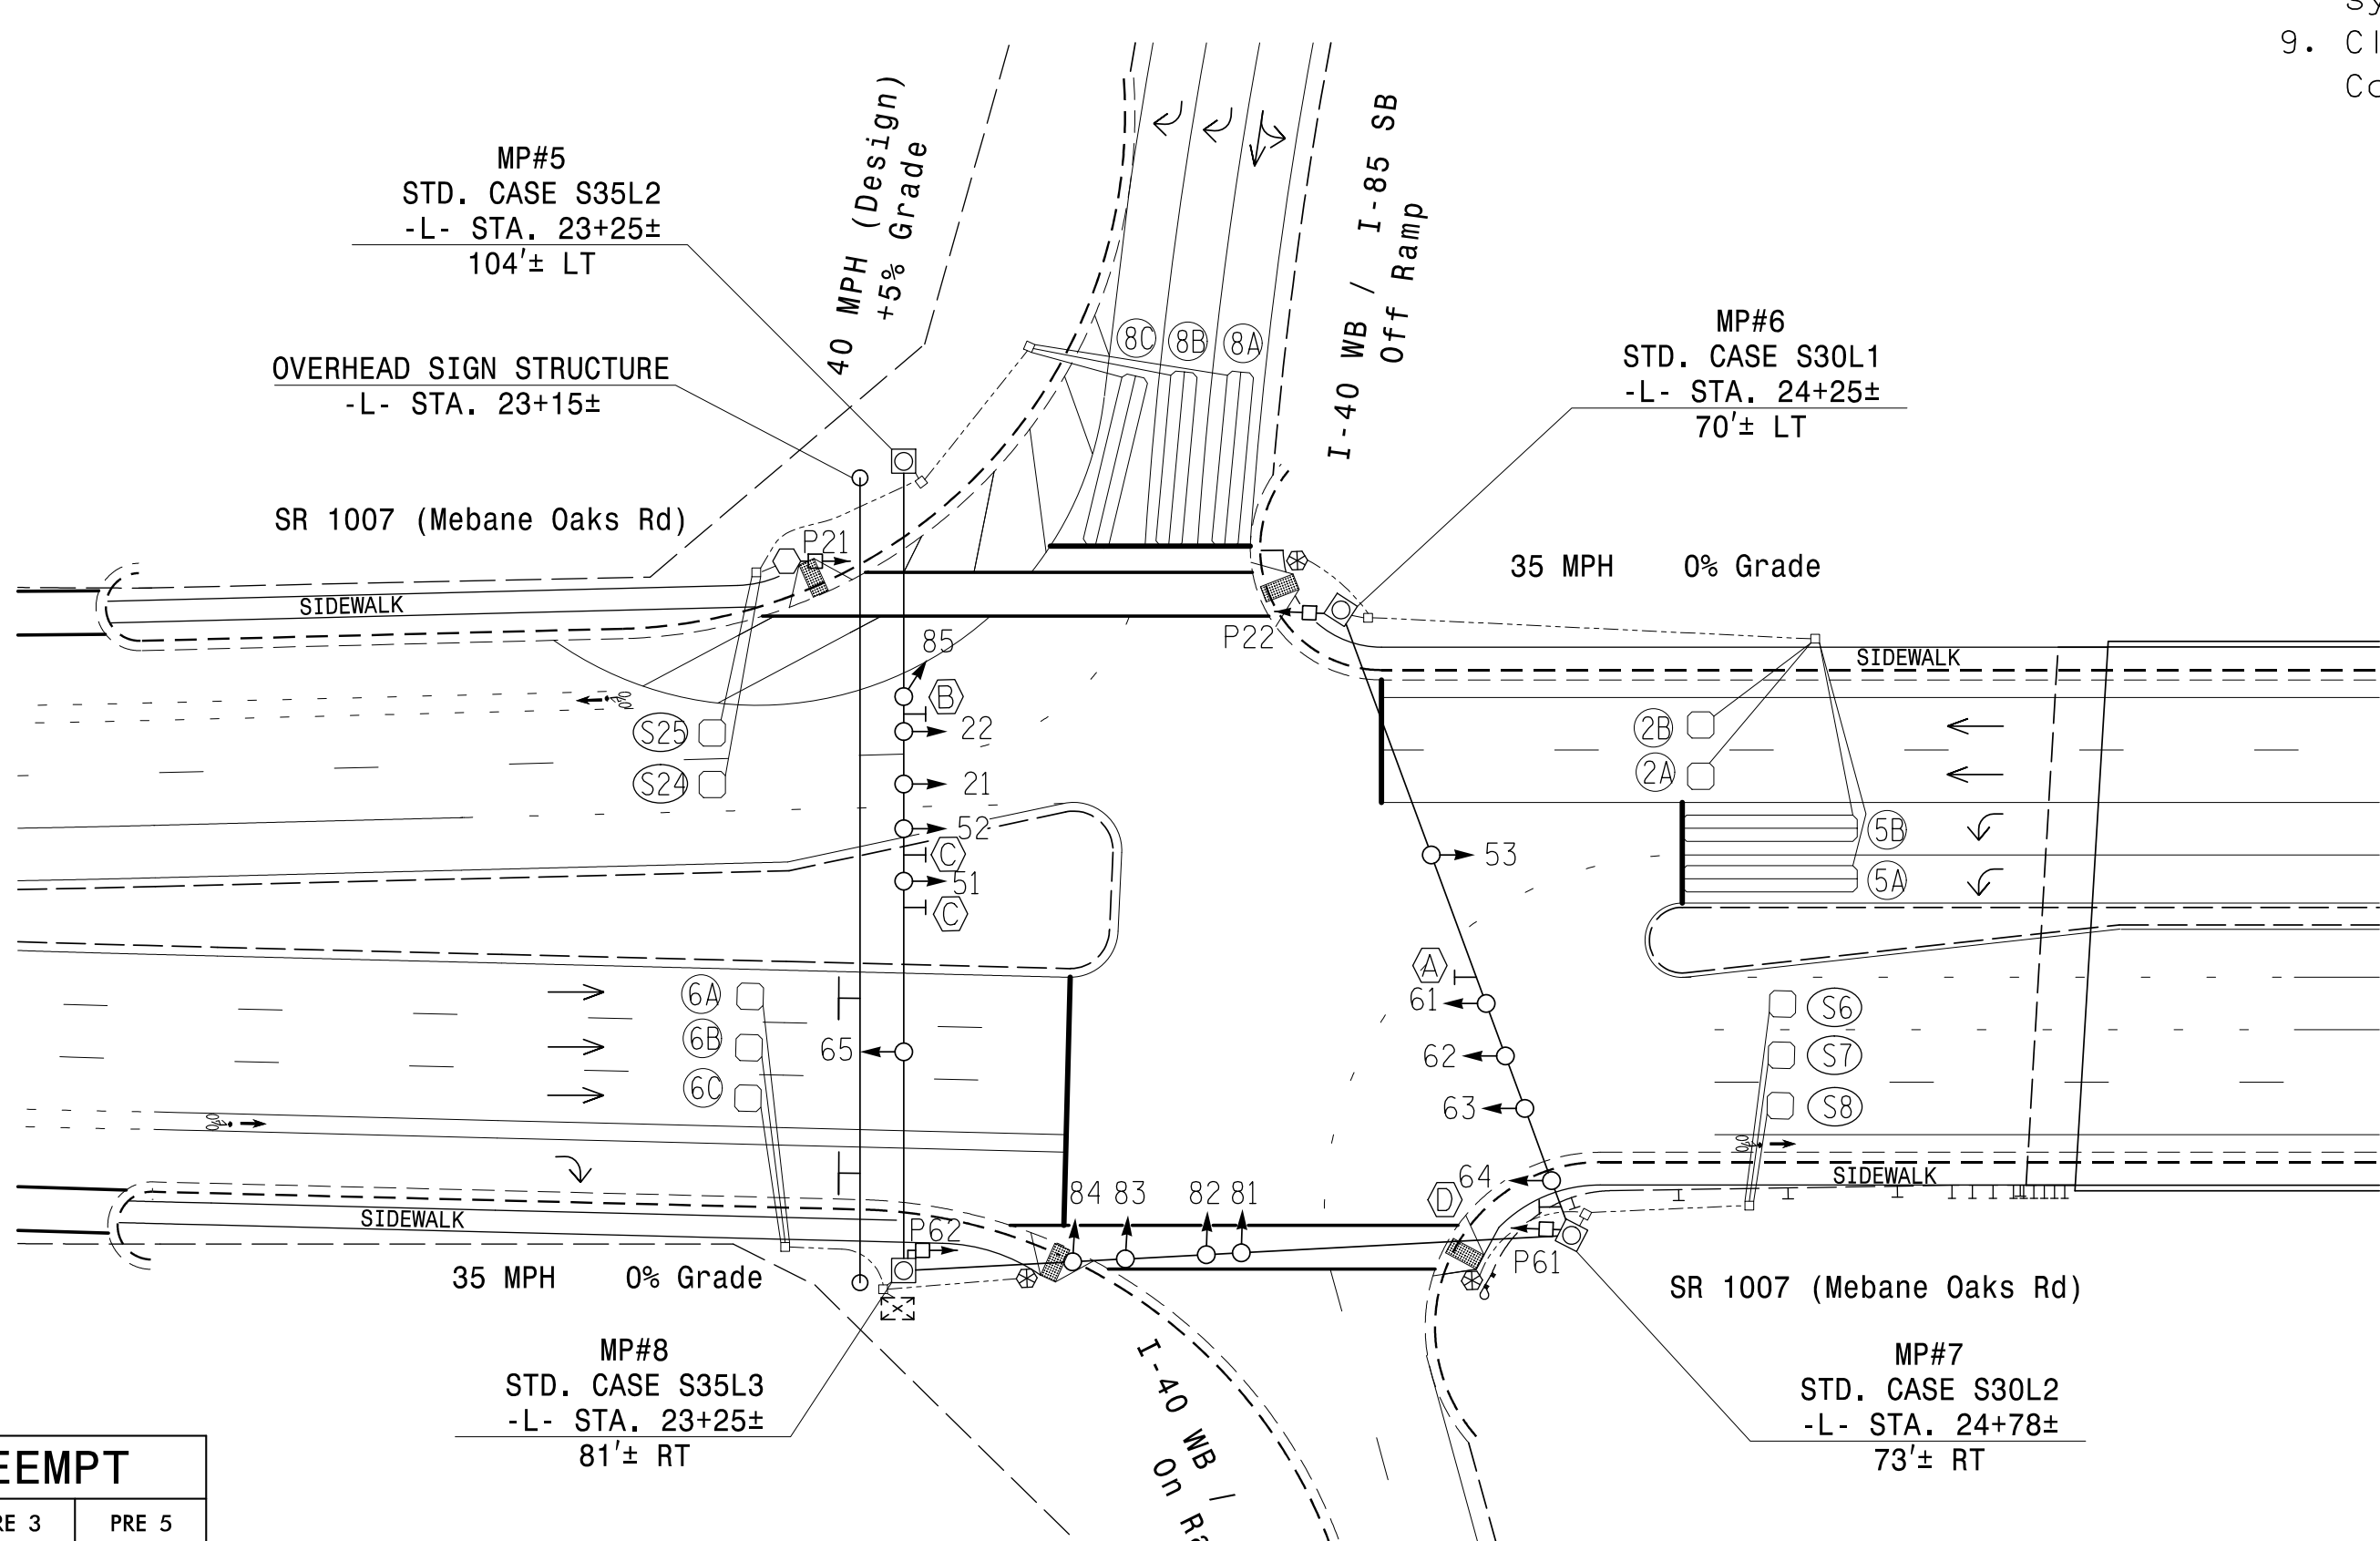 9.
MP#5
STD. CASE S35L2
-L- STA. 23+25±
104'± LT
OVERHEAD SIGN STRUCTURE
-L- STA. 23+15±
SR 1007 (Mebane Oaks Rd)
40 MPH (Design)
+5% Grade
I-40 WB / I-85 SB
Off Ramp
8C
8B
8A
MP#6
STD. CASE S30L1
-L- STA. 24+25±
70'± LT
35 MPH 0% Grade
P21
P22
SIDEWALK
SIDEWALK
85
B
22
21
52
C
51
C
S25
S24
2B
2A
5B
5A
53
A
61
62
63
64
65
6A
6B
6C
S6
S7
S8
84
83
82
81
D
SIDEWALK
SIDEWALK
P62
P61
35 MPH 0% Grade
SR 1007 (Mebane Oaks Rd)
MP#8
STD. CASE S35L3
-L- STA. 23+25±
81'± RT
MP#7
STD. CASE S30L2
-L- STA. 24+78±
73'± RT
I-40 WB /
On
PRE 5